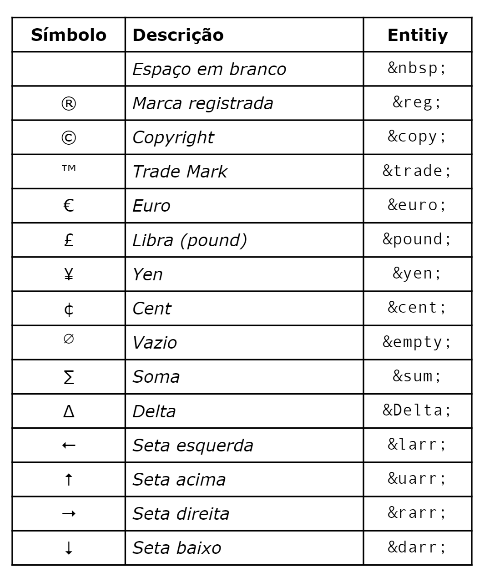 Símbolo Descrição Entitiy
Espaço em branco &nbsp;
® Marca registrada &reg;
© Copyright &copy;
™ Trade Mark &trade;
€ Euro &euro;
£ Libra (pound) &pound;
¥ Yen &yen;
¢ Cent &cent;
∅ Vazio &empty;
∑ Soma &sum;
Δ Delta &Delta;
← Seta esquerda &larr;
↑ Seta acima &uarr;
→ Seta direita &rarr;
↓ Seta baixo &darr;